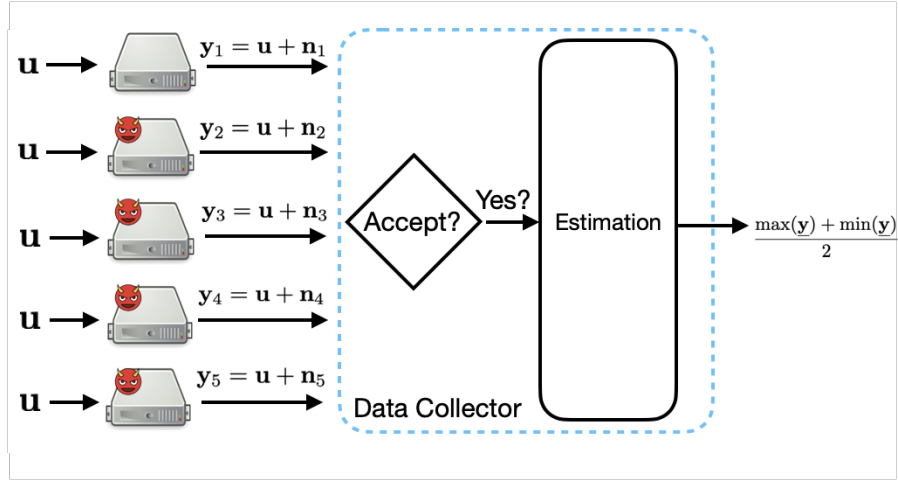 u
y₁ = u + n₁
u
y₂ = u + n₂
u
y₃ = u + n₃
u
y₄ = u + n₄
u
y₅ = u + n₅
Accept?
Yes?
Estimation
Data Collector
max(y̲) + min(y̲)
2